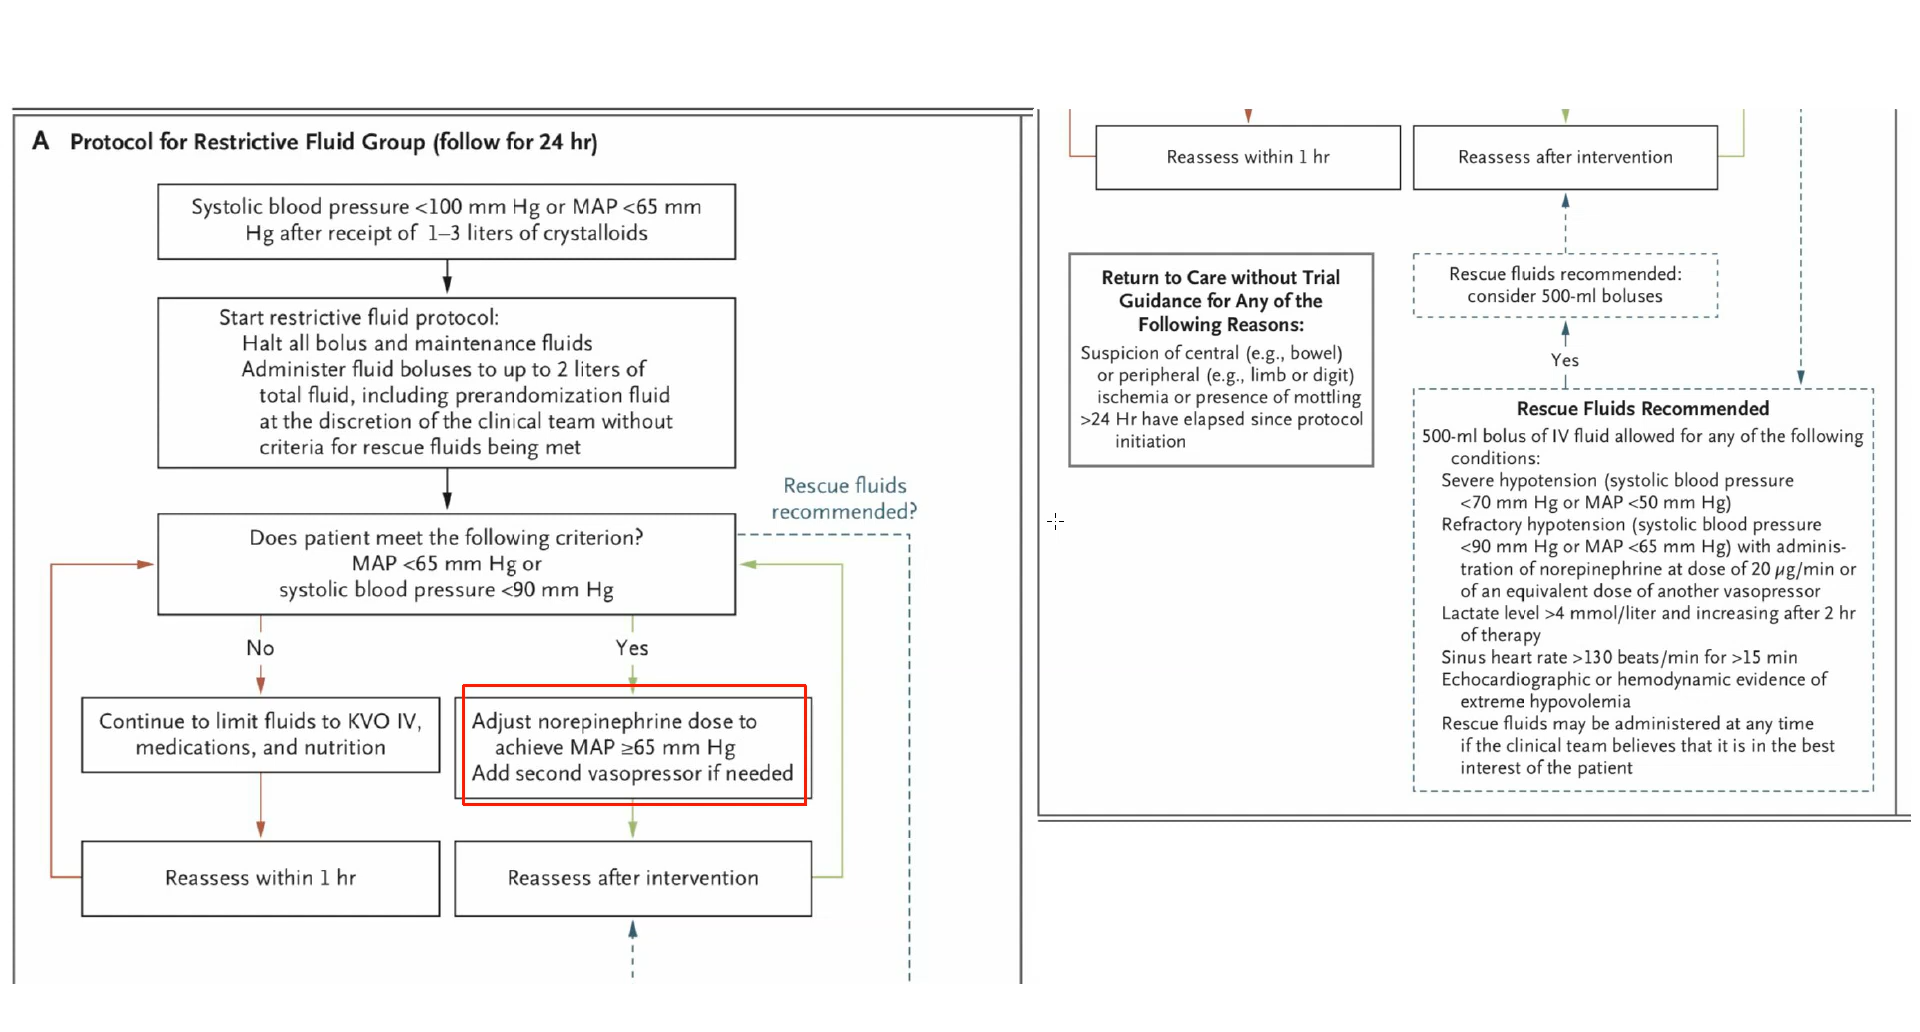 A Protocol for Restrictive Fluid Group (follow for 24 hr)
Systolic blood pressure <100 mm Hg or MAP <65 mm
Hg after receipt of 1–3 liters of crystalloids
Start restrictive fluid protocol:
Halt all bolus and maintenance fluids
Administer fluid boluses to up to 2 liters of
total fluid, including prerandomization fluid
at the discretion of the clinical team without
criteria for rescue fluids being met
Rescue fluids
recommended?
Does patient meet the following criterion?
MAP <65 mm Hg or
systolic blood pressure <90 mm Hg
No
Yes
Continue to limit fluids to KVO IV,
medications, and nutrition
Adjust norepinephrine dose to
achieve MAP ≥65 mm Hg
Add second vasopressor if needed
Reassess within 1 hr
Reassess after intervention
Reassess within 1 hr
Reassess after intervention
Return to Care without Trial
Guidance for Any of the
Following Reasons:
Suspicion of central (e.g., bowel)
or peripheral (e.g., limb or digit)
ischemia or presence of mottling
>24 Hr have elapsed since protocol
initiation
Rescue fluids recommended:
consider 500-ml boluses
Yes
Rescue Fluids Recommended
500-ml bolus of IV fluid allowed for any of the following
conditions:
Severe hypotension (systolic blood pressure
<70 mm Hg or MAP <50 mm Hg)
Refractory hypotension (systolic blood pressure
<90 mm Hg or MAP <65 mm Hg) with adminis-
tration of norepinephrine at dose of 20 µg/min or
of an equivalent dose of another vasopressor
Lactate level >4 mmol/liter and increasing after 2 hr
of therapy
Sinus heart rate >130 beats/min for >15 min
Echocardiographic or hemodynamic evidence of
extreme hypovolemia
Rescue fluids may be administered at any time
if the clinical team believes that it is in the best
interest of the patient